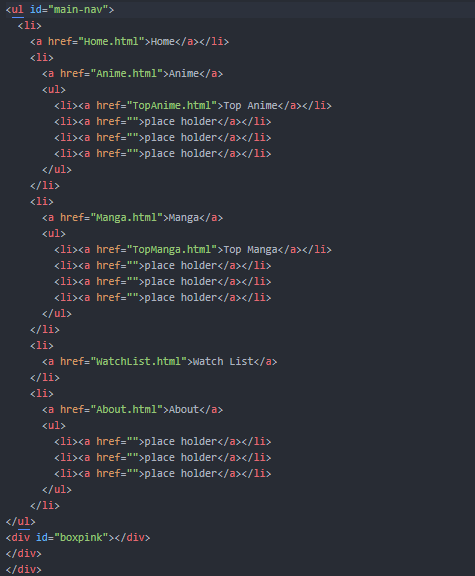 <ul id="main-nav">
<li>
<a href="Home.html">Home</a></li>
<li>
<a href="Anime.html">Anime</a>
<ul>
<li><a href="TopAnime.html">Top Anime</a></li>
<li><a href="">place holder</a></li>
<li><a href="">place holder</a></li>
<li><a href="">place holder</a></li>
</ul>
</li>
<li>
<a href="Manga.html">Manga</a>
<ul>
<li><a href="TopManga.html">Top Manga</a></li>
<li><a href="">place holder</a></li>
<li><a href="">place holder</a></li>
<li><a href="">place holder</a></li>
</ul>
</li>
<li>
<a href="WatchList.html">Watch List</a>
</li>
<li>
<a href="About.html">About</a>
<ul>
<li><a href="">place holder</a></li>
<li><a href="">place holder</a></li>
<li><a href="">place holder</a></li>
</ul>
</li>
</ul>
<div id="boxpink"></div>
</div>
</div>